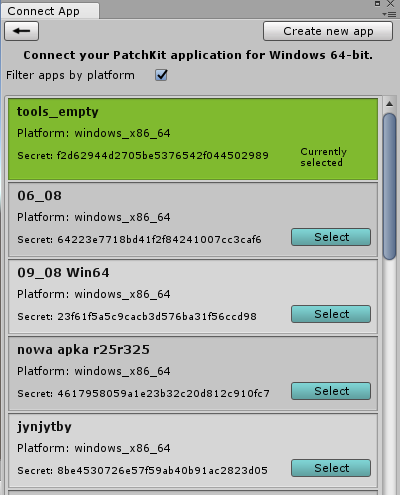 Connect App
Create new app
Connect your PatchKit application for Windows 64-bit.
Filter apps by platform
tools_empty
Platform: windows_x86_64
Secret: f2d62944d2705be5376542f044502989
Currently
selected
06_08
Platform: windows_x86_64
Secret: 64223e7718bd41f2f84241007cc3caf6
Select
09_08 Win64
Platform: windows_x86_64
Secret: 23f61f5a5c9cacb3d576ba31f56ccd98
Select
nowa apka r25r325
Platform: windows_x86_64
Secret: 4617958059a1e23b32c20d812c910fc7
Select
jynjytby
Platform: windows_x86_64
Secret: 8be4530726e57f59ab40b91ac2823d05
Select